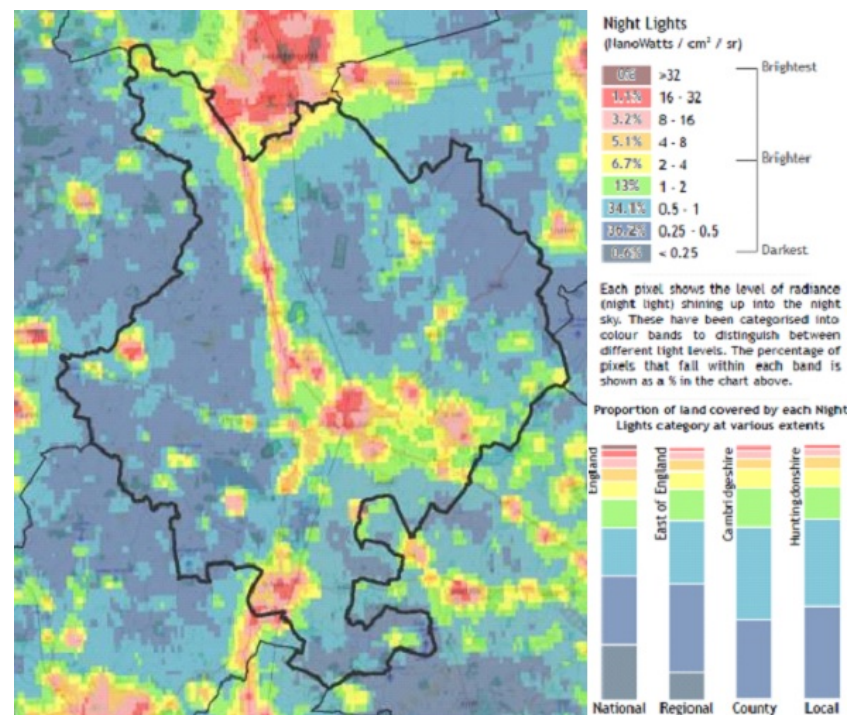 Night Lights
(NanoWatts / cm² / sr)
>32
1.1% 16 - 32
3.2% 8 - 16
5.1% 4 - 8
6.7% 2 - 4
13% 1 - 2
34.1% 0.5 - 1
36.2% 0.25 - 0.5
0.6% < 0.25
Brightest
Brighter
Darkest
Each pixel shows the level of radiance
(night light) shining up into the night
sky. These have been categorised into
colour bands to distinguish between
different light levels. The percentage of
pixels that fall within each band is
shown as a % in the chart above.
Proportion of land covered by each Night
Lights category at various extents
England
East of England
Cambridgeshire
Huntingdonshire
National
Regional
County
Local